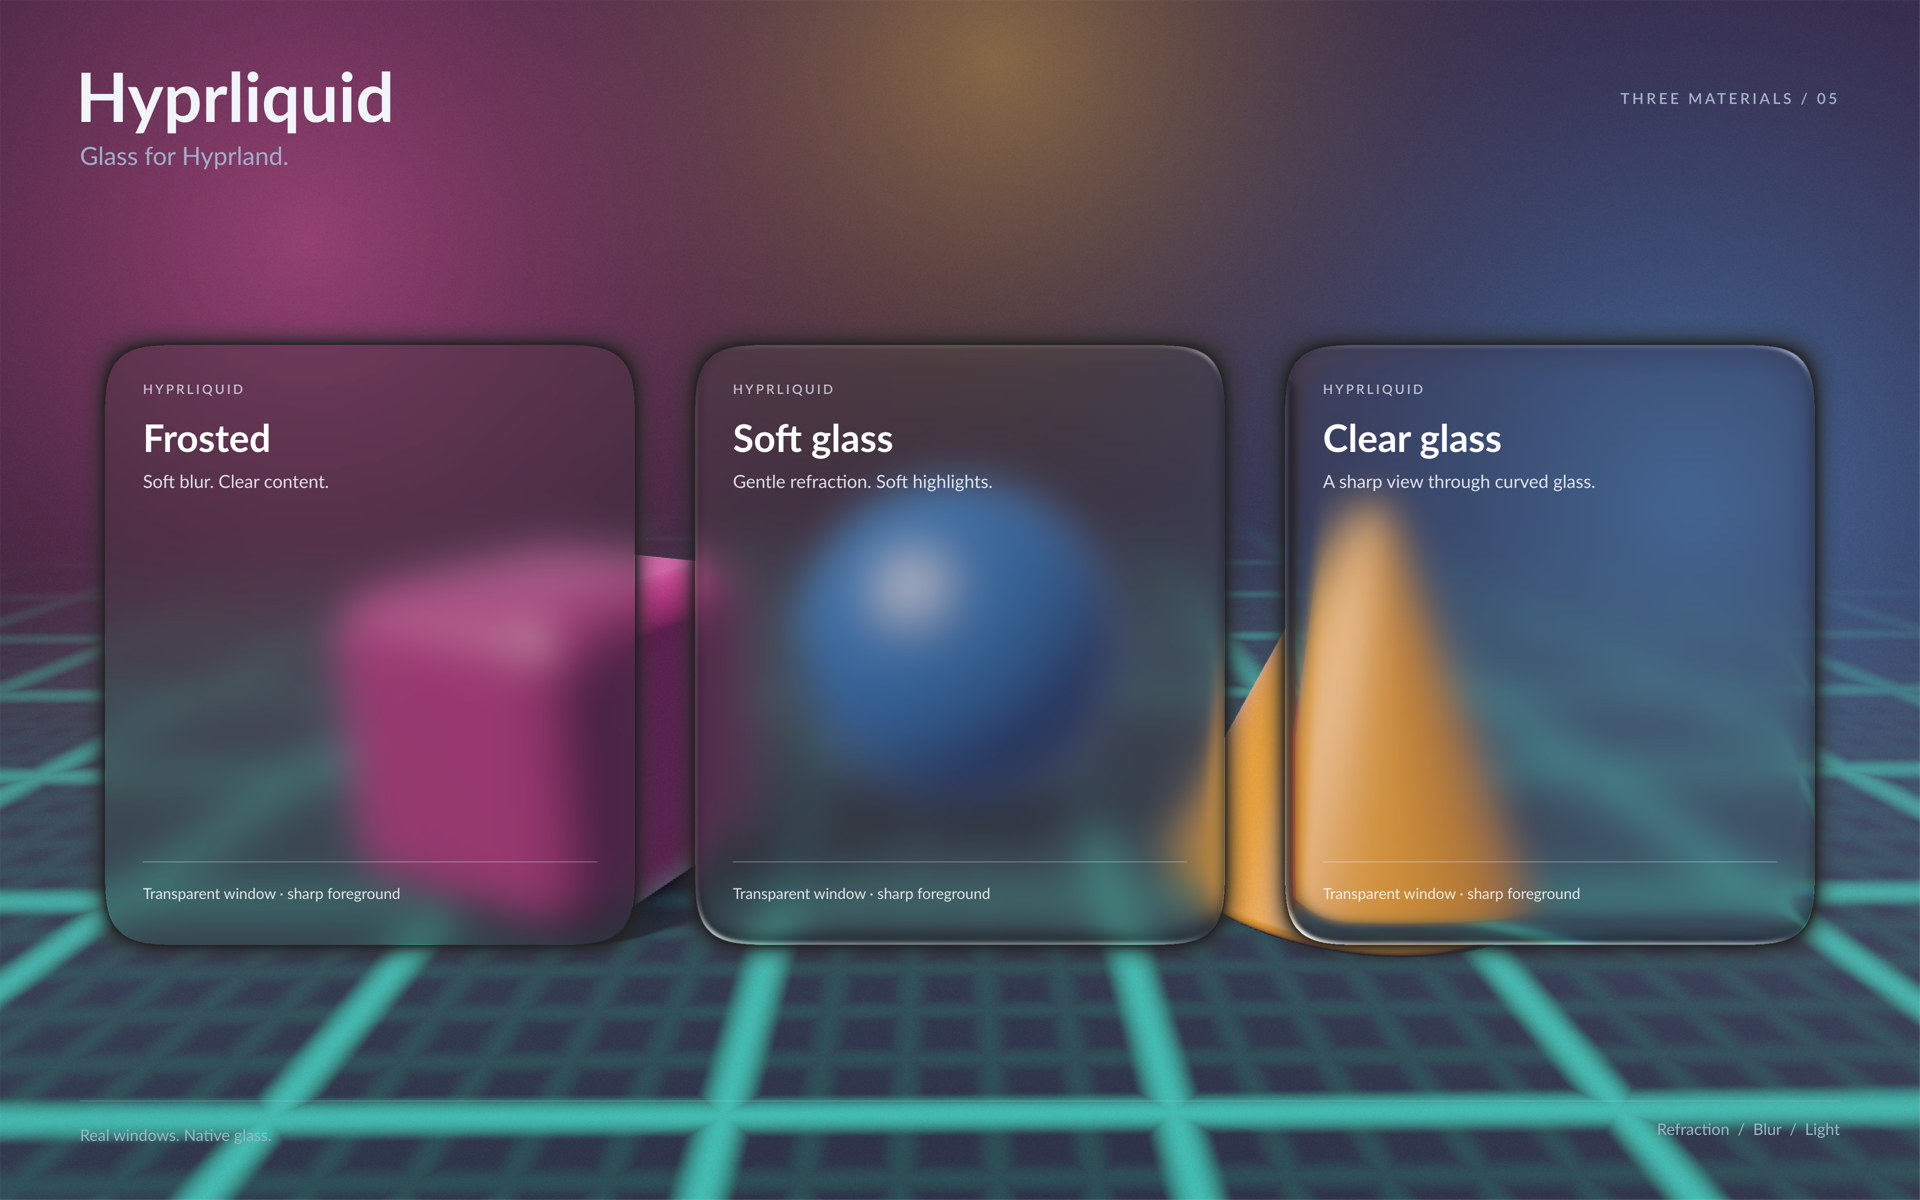 Hyprliquid
Glass for Hyprland.
THREE MATERIALS / 05
HYPRLIQUID
Frosted
Soft blur. Clear content.
Transparent window · sharp foreground
HYPRLIQUID
Soft glass
Gentle refraction. Soft highlights.
Transparent window · sharp foreground
HYPRLIQUID
Clear glass
A sharp view through curved glass.
Transparent window · sharp foreground
Real windows. Native glass.
Refraction / Blur / Light